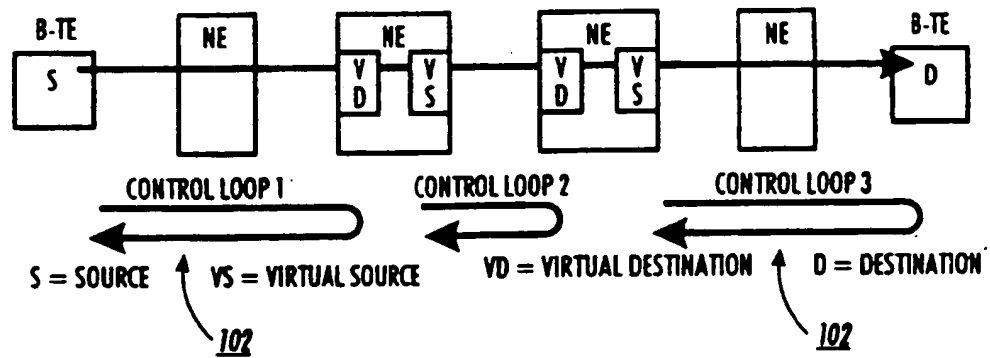 B-TE NE NE NE NE B-TE
S V D V S V D V S D
CONTROL LOOP 1 CONTROL LOOP 2 CONTROL LOOP 3
S = SOURCE VS = VIRTUAL SOURCE VD = VIRTUAL DESTINATION D = DESTINATION
102 102